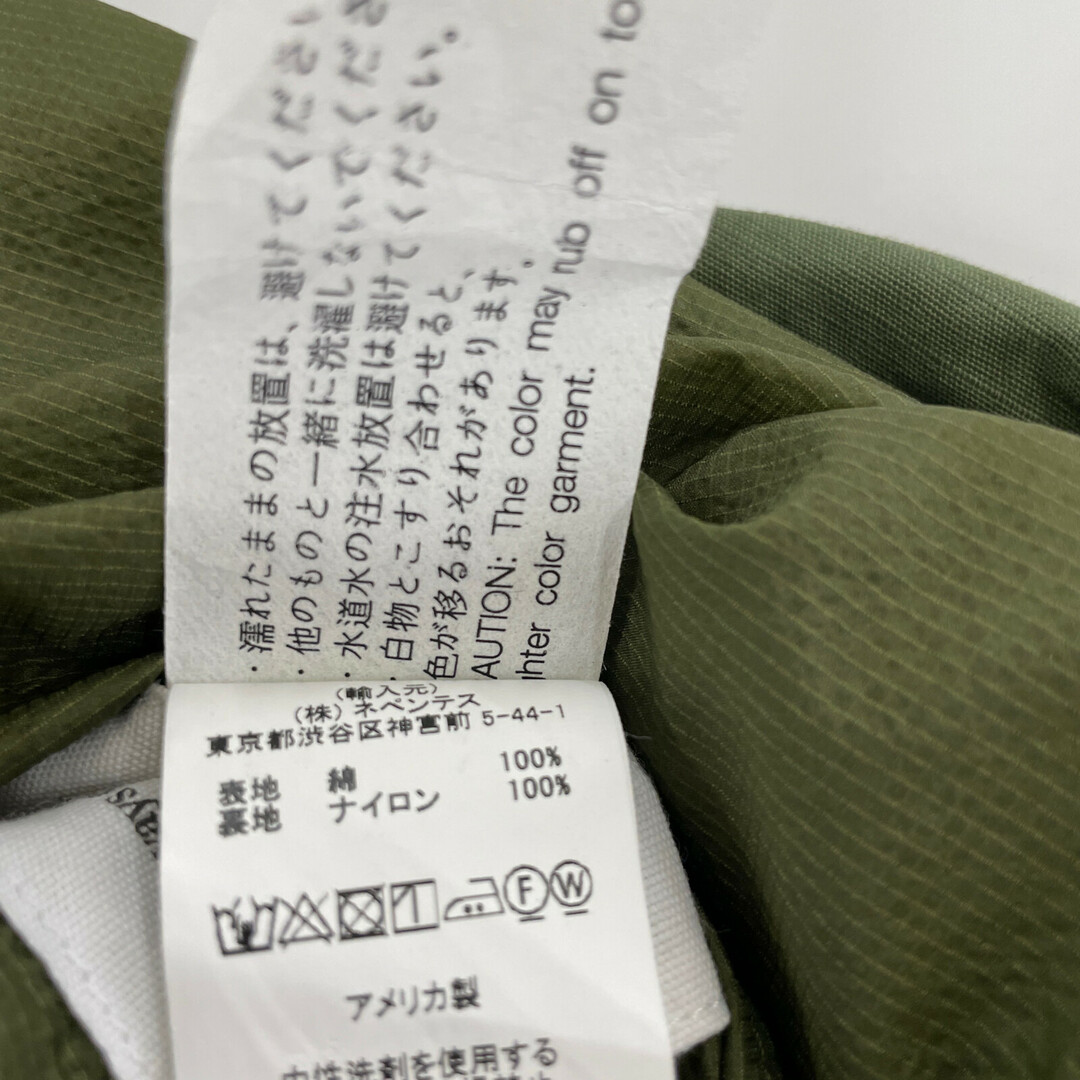 ・濡れたままの放置は、避けてください
・他のものと一緒に洗濯しないでくださ
・水道水の注水放置は避けてください。
・白物とこすり合わせると、
色が移るおそれがあります。
AUTION: The color may rub off on to
ghter color garment.
(輸入元)
(株) ネペンテス
東京都渋谷区神宮前 5-44-1
表地 綿 100%
裏地 ナイロン 100%
F W
アメリカ製
中性洗剤を使用する
ays